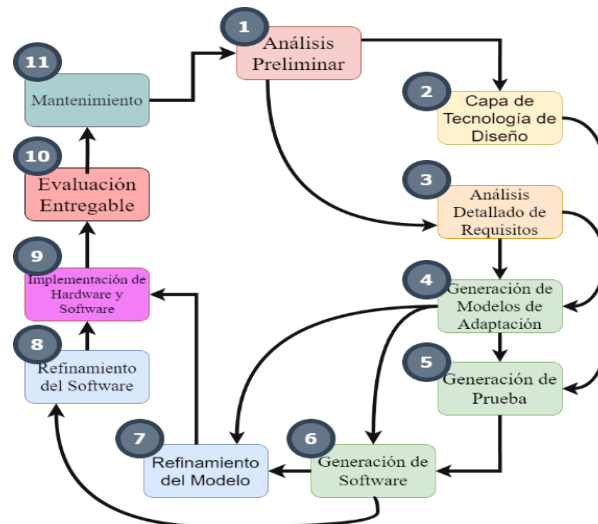 1
Análisis
Preliminar
2
Capa de
Tecnología de
Diseño
3
Análisis
Detallado de
Requisitos
4
Generación de
Modelos de
Adaptación
5
Generación de
Prueba
6
Generación de
Software
7
Refinamiento
del Modelo
8
Refinamiento
del Software
9
Implementación de
Hardware y
Software
10
Evaluación
Entregable
11
Mantenimiento